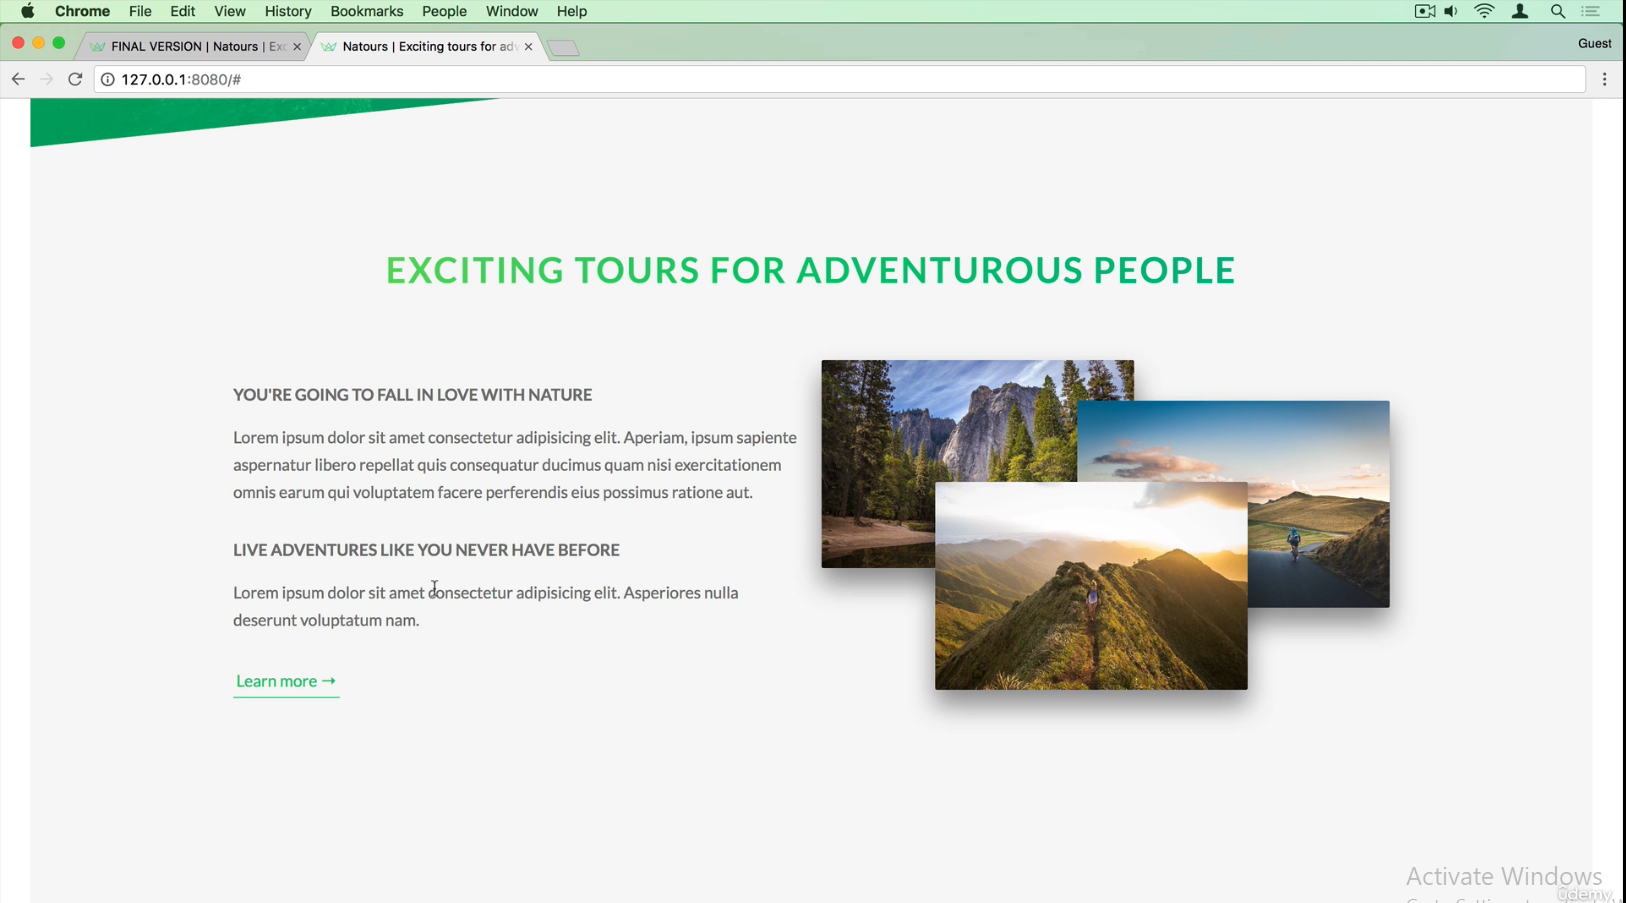 Chrome File Edit View History Bookmarks People Window Help
FINAL VERSION | Natours | Exc
Natours | Exciting tours for adv
Guest
127.0.0.1:8080/#
EXCITING TOURS FOR ADVENTUROUS PEOPLE
YOU'RE GOING TO FALL IN LOVE WITH NATURE
Lorem ipsum dolor sit amet consectetur adipisicing elit. Aperiam, ipsum sapiente
aspernatur libero repellat quis consequatur ducimus quam nisi exercitationem
omnis earum qui voluptatem facere perferendis eius possimus ratione aut.
LIVE ADVENTURES LIKE YOU NEVER HAVE BEFORE
Lorem ipsum dolor sit amet consectetur adipisicing elit. Asperiores nulla
deserunt voluptatum nam.
Learn more →
Activate Windows
ûdemy